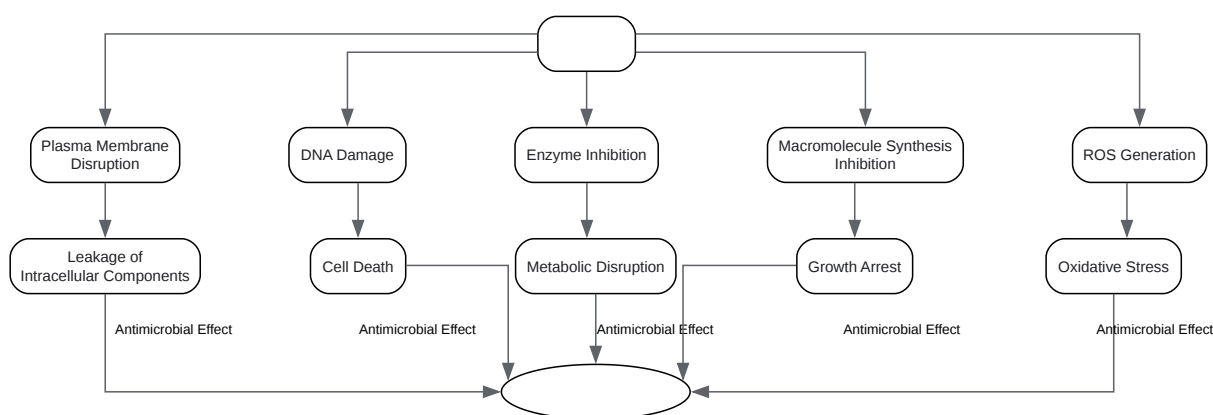 Plasma Membrane
Disruption
DNA Damage
Enzyme Inhibition
Macromolecule Synthesis
Inhibition
ROS Generation
Leakage of
Intracellular Components
Cell Death
Metabolic Disruption
Growth Arrest
Oxidative Stress
Antimicrobial Effect
Antimicrobial Effect
Antimicrobial Effect
Antimicrobial Effect
Antimicrobial Effect